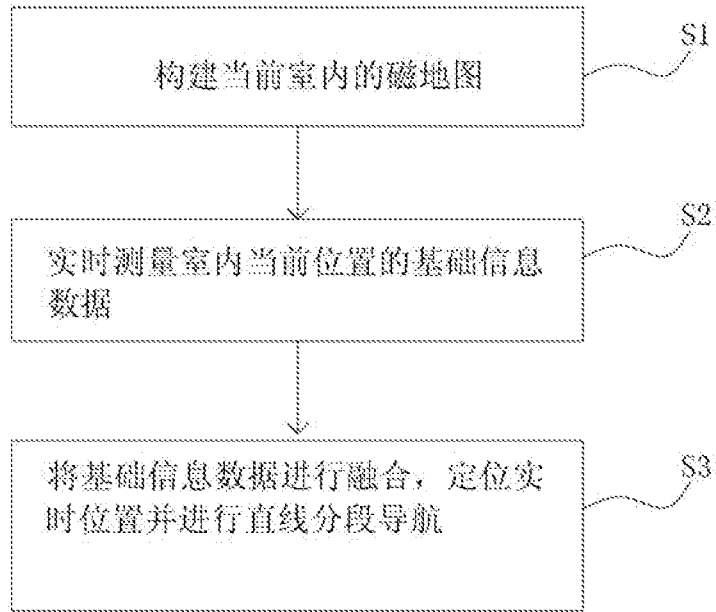 S1
构建当前室内的磁地图
S2
实时测量室内当前位置的基础信息
数据
S3
将基础信息数据进行融合，定位实
时位置并进行直线分段导航